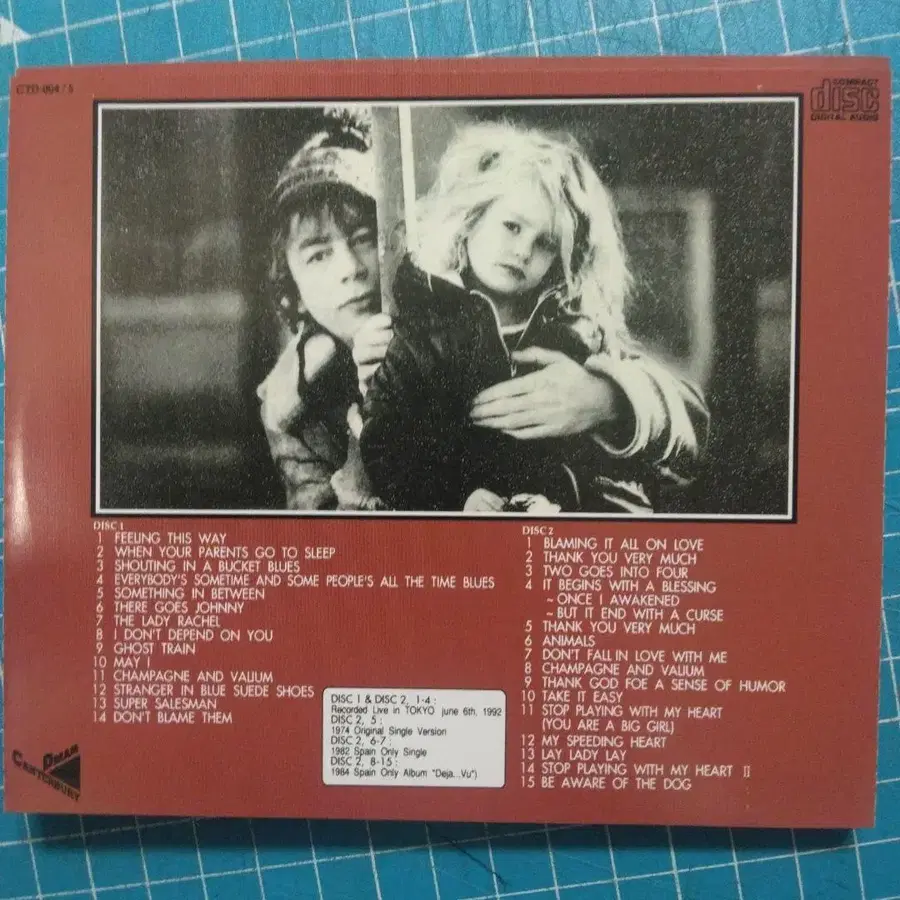 CTD-004/5
COMPACT
disc
DIGITAL AUDIO
DISC 1
1 FEELING THIS WAY
2 WHEN YOUR PARENTS GO TO SLEEP
3 SHOUTING IN A BUCKET BLUES
4 EVERYBODY'S SOMETIME AND SOME PEOPLE'S ALL THE TIME BLUES
5 SOMETHING IN BETWEEN
6 THERE GOES JOHNNY
7 THE LADY RACHEL
8 I DON'T DEPEND ON YOU
9 GHOST TRAIN
10 MAY I
11 CHAMPAGNE AND VALIUM
12 STRANGER IN BLUE SUEDE SHOES
13 SUPER SALESMAN
14 DON'T BLAME THEM
DISC 1 & DISC 2, 1-4 :
Recorded Live in TOKYO june 6th, 1992
DISC 2, 5 :
1974 Original Single Version
DISC 2, 6-7 :
1982 Spain Only Single
DISC 2, 8-15 :
1984 Spain Only Album "Deja...Vu")
DISC 2
1 BLAMING IT ALL ON LOVE
2 THANK YOU VERY MUCH
3 TWO GOES INTO FOUR
4 IT BEGINS WITH A BLESSING
~ ONCE I AWAKENED
~ BUT IT END WITH A CURSE
5 THANK YOU VERY MUCH
6 ANIMALS
7 DON'T FALL IN LOVE WITH ME
8 CHAMPAGNE AND VALIUM
9 THANK GOD FOE A SENSE OF HUMOR
10 TAKE IT EASY
11 STOP PLAYING WITH MY HEART
(YOU ARE A BIG GIRL)
12 MY SPEEDING HEART
13 LAY LADY LAY
14 STOP PLAYING WITH MY HEART II
15 BE AWARE OF THE DOG
CANTERBURY